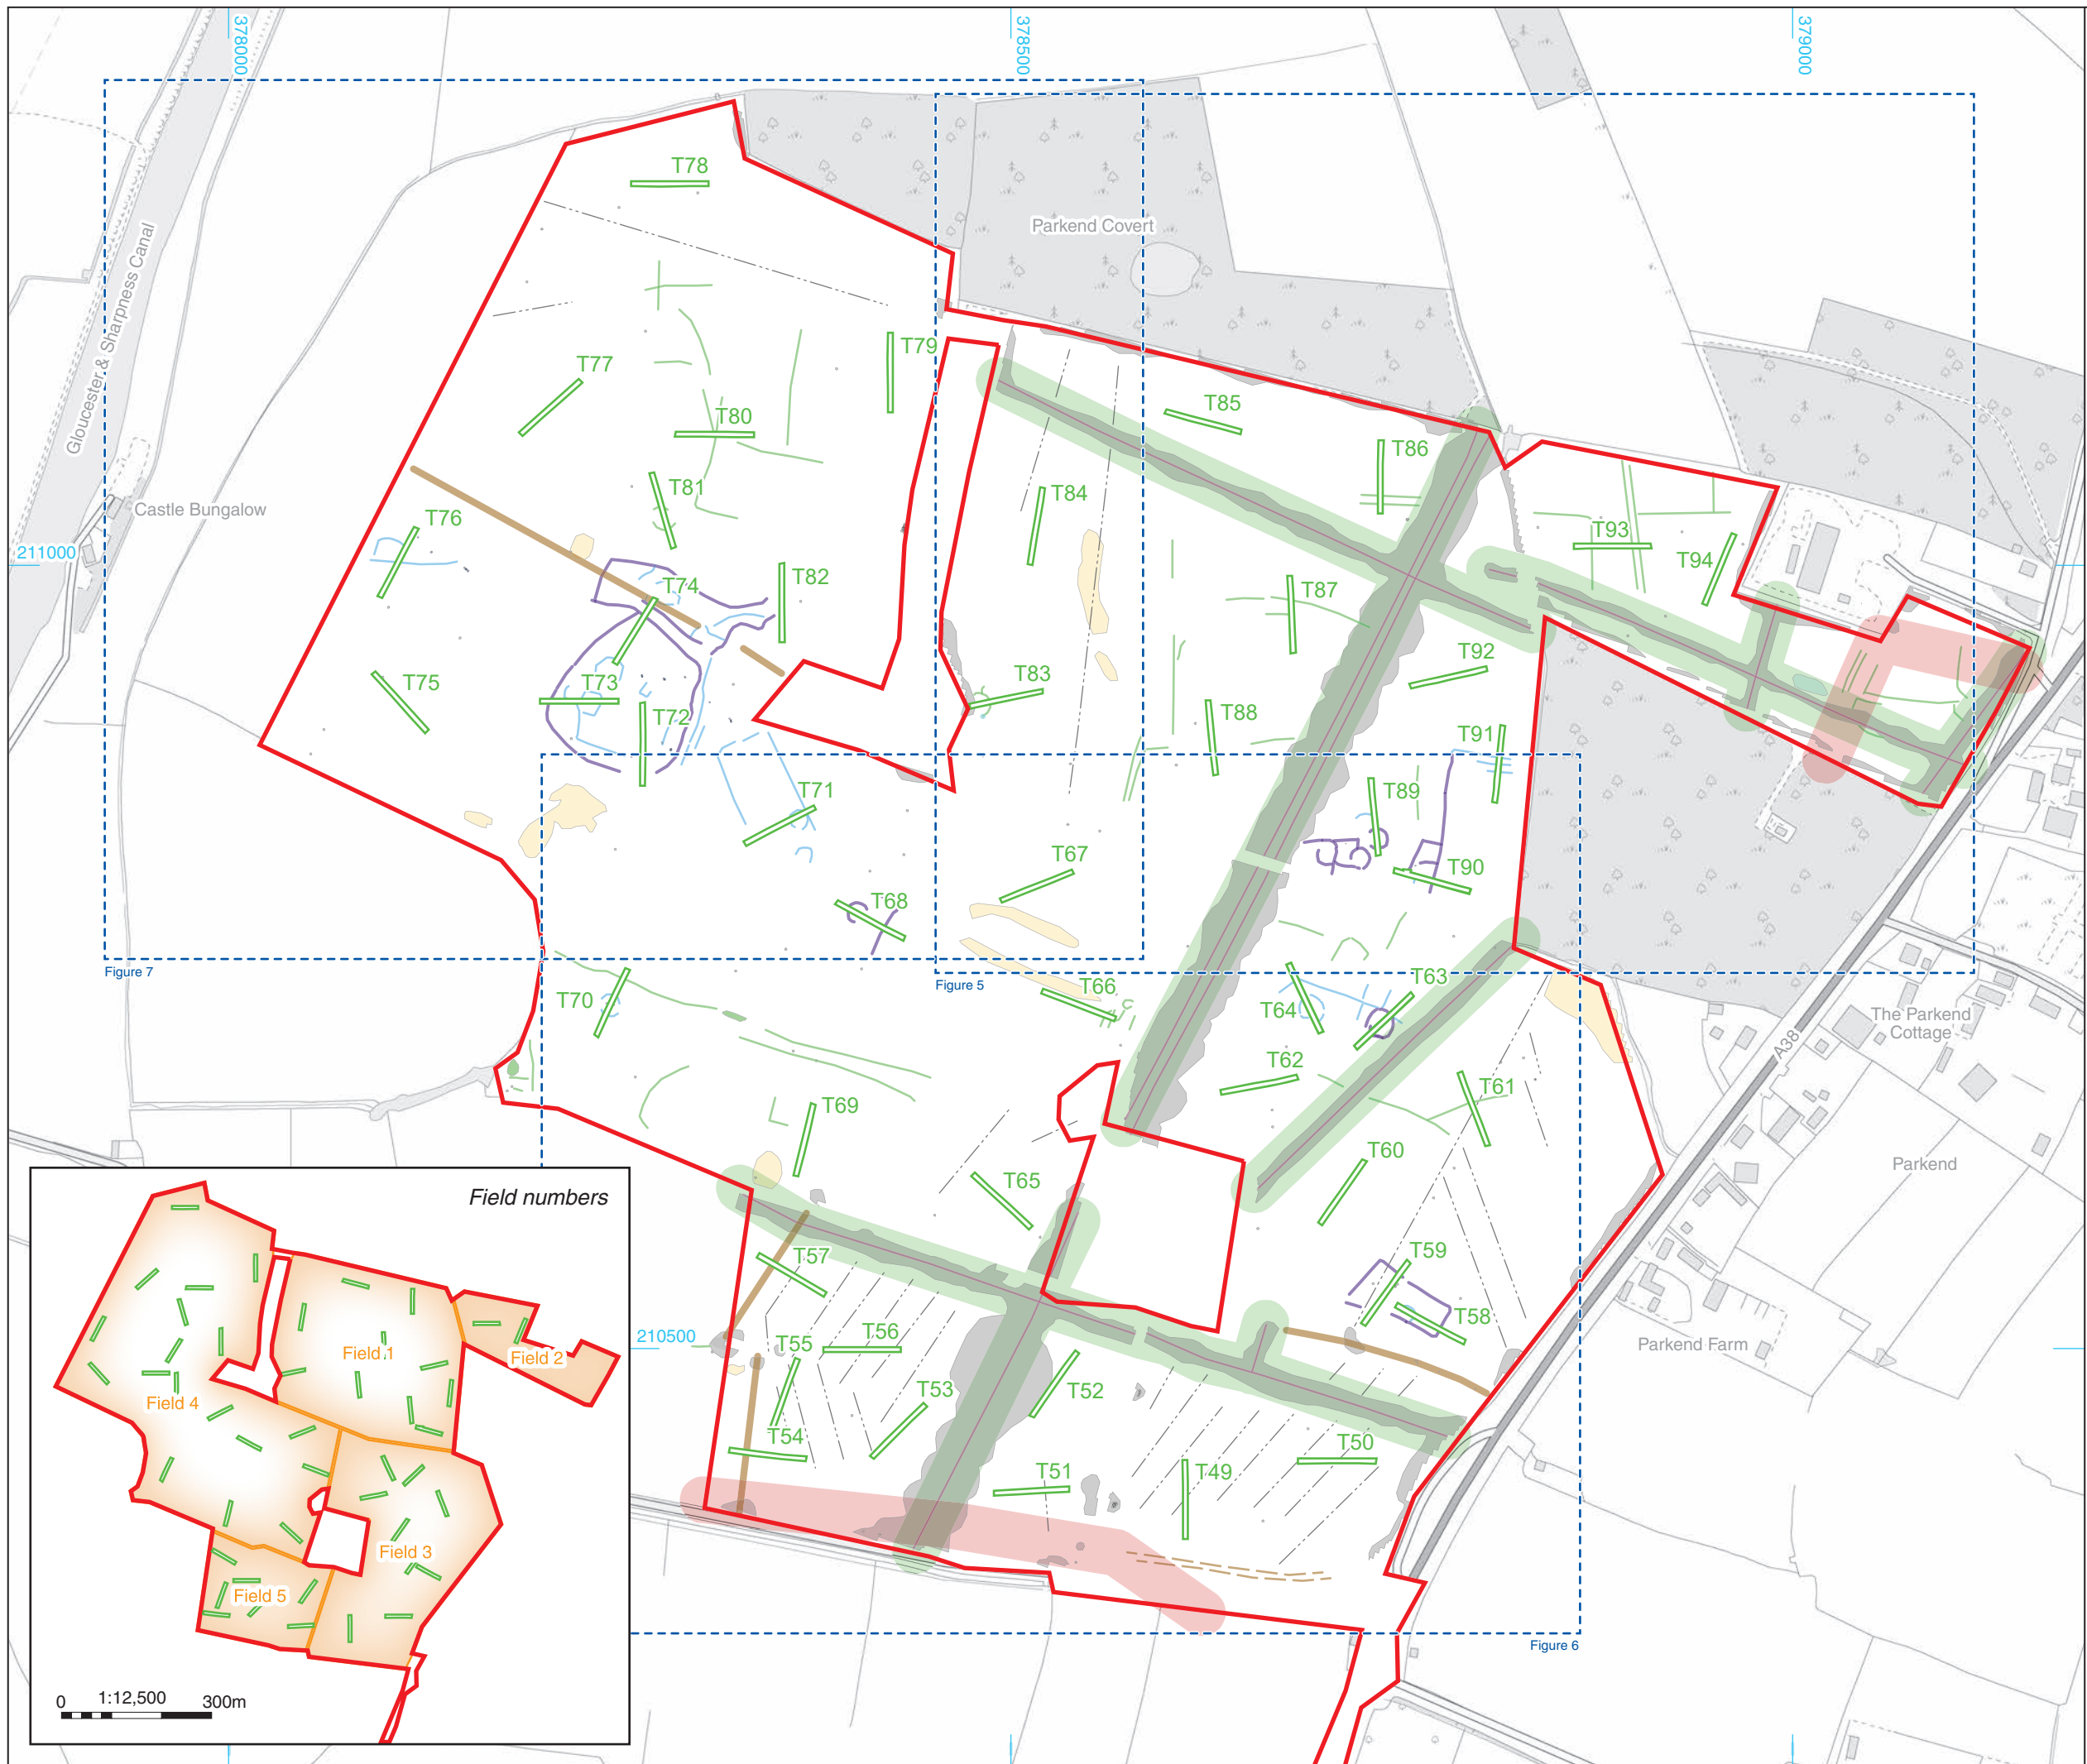 378000
378500
379000
T78
Parkend Covert
Gloucester & Sharpness Canal
T79
T77
T85
T80
T86
T81
T84
Castle Bungalow
T76
T93
211000
T94
T74
T82
T87
T92
T75
T73
T83
T72
T88
T91
T71
T89
T67
T90
T68
Figure 7
Figure 5
T63
T66
T70
T64
The Parkend
Cottage
A38
T62
T61
T69
T60
Parkend
T65
Field numbers
T57
T59
T58
210500
T55
T56
Parkend Farm
Field 1
Field 2
T53
T52
Field 4
T54
T50
T51
T49
Field 3
Field 5
Figure 6
0
1:12,500
300m